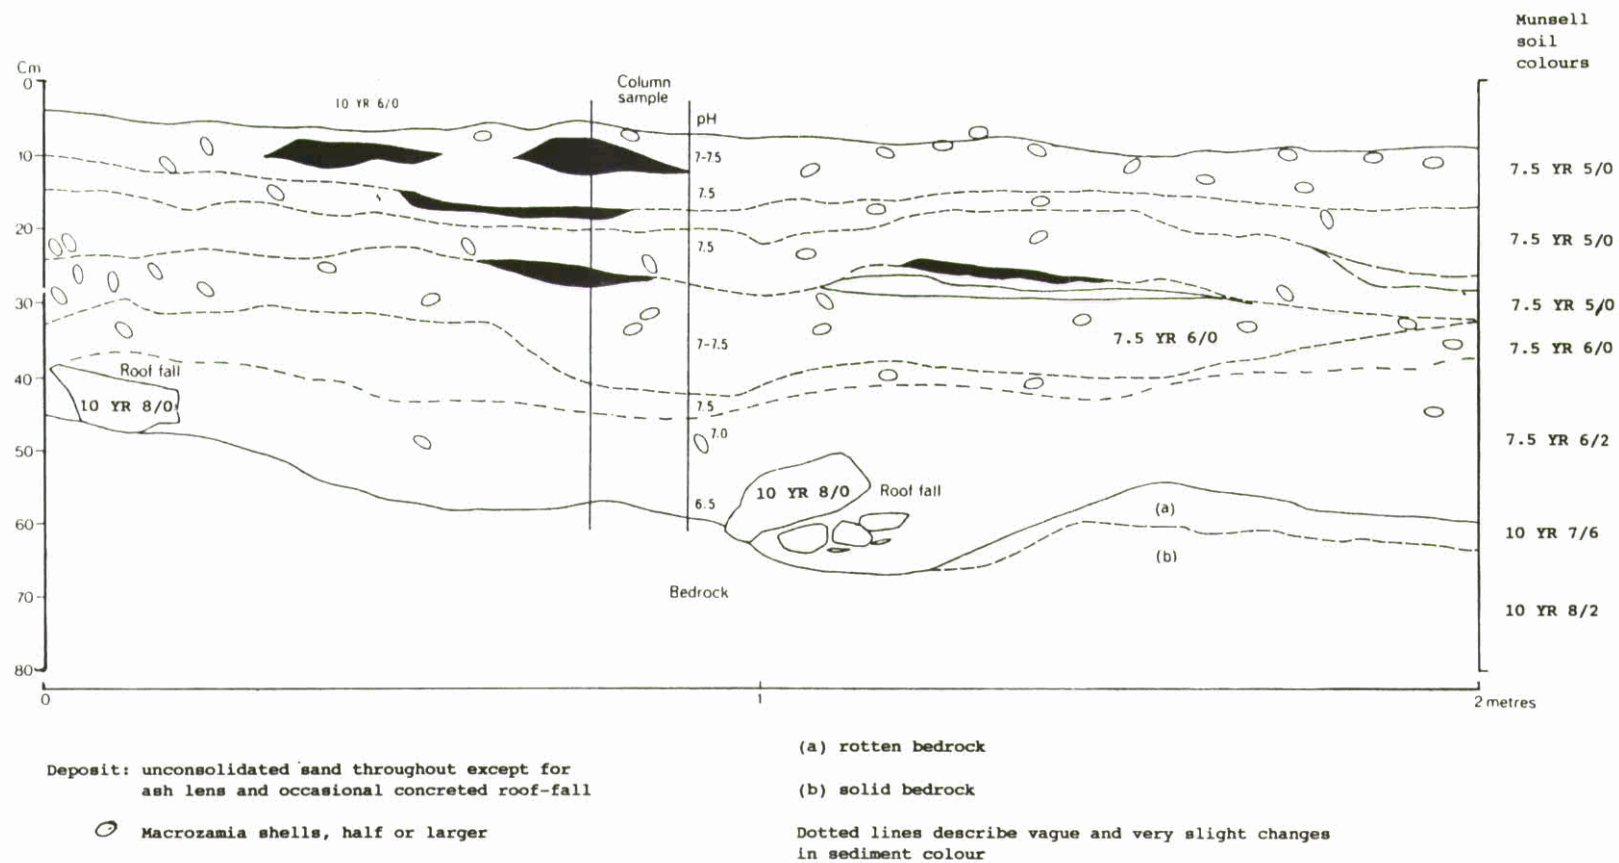 Munsell
soil
colours
Cm
0
10
20
30
40
50
60
70
80
10 YR 6/0
Column
sample
pH
7-7.5
7.5
7.5
7-7.5
7.5
7.0
6.5
7.5 YR 5/0
7.5 YR 5/0
7.5 YR 5/0
7.5 YR 6/0
7.5 YR 6/0
Roof fall
10 YR 8/0
7.5 YR 6/2
10 YR 8/0
Roof fall
(a)
(b)
10 YR 7/6
Bedrock
10 YR 8/2
0
1
2 metres
Deposit: unconsolidated sand throughout except for
ash lens and occasional concreted roof-fall
Macrozamia shells, half or larger
(a) rotten bedrock
(b) solid bedrock
Dotted lines describe vague and very slight changes
in sediment colour